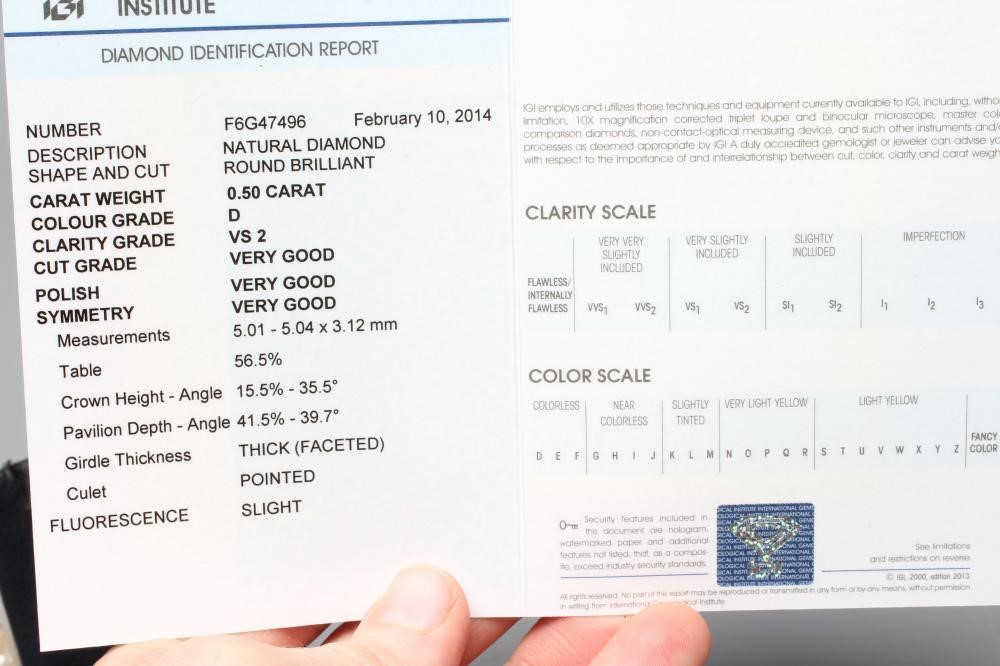 IGI INSTITUTE
DIAMOND IDENTIFICATION REPORT
NUMBER F6G47496 February 10, 2014
DESCRIPTION NATURAL DIAMOND
SHAPE AND CUT ROUND BRILLIANT
CARAT WEIGHT 0.50 CARAT
COLOUR GRADE D
CLARITY GRADE VS 2
CUT GRADE VERY GOOD
POLISH VERY GOOD
SYMMETRY VERY GOOD
Measurements 5.01 - 5.04 x 3.12 mm
Table 56.5%
Crown Height - Angle 15.5% - 35.5°
Pavilion Depth - Angle 41.5% - 39.7°
Girdle Thickness THICK (FACETED)
Culet POINTED
FLUORESCENCE SLIGHT
IGI employs and utilizes those techniques and equipment currently available to IGI, including, witho
limitation, 10X magnification corrected triplet loupe and binocular microscope, master col
comparison diamonds, non-contact-optical measuring device, and such other instruments and/
processes as deemed appropriate by IGI A duly accredited gemologist or jeweler can advise yo
with respect to the importance of and interrelationship between cut, color, clarity and carat weigh
CLARITY SCALE
FLAWLESS/
INTERNALLY
FLAWLESS
VERY VERY
SLIGHTLY
INCLUDED
VERY SLIGHTLY
INCLUDED
SLIGHTLY
INCLUDED
IMPERFECTION
VVS1 VVS2 VS1 VS2 SI1 SI2 I1 I2 I3
COLOR SCALE
COLORLESS
NEAR
COLORLESS
SLIGHTLY
TINTED
VERY LIGHT YELLOW
LIGHT YELLOW
FANCY
COLOR
D E F G H I J K L M N O P Q R S T U V W X Y Z
Security features included in
this document are hologram,
watermarked paper and additional
features not listed, that, as a compos-
ite, exceed industry security standards.
See limitations
and restrictions on reverse
© IGI, 2000, edition 2013
All rights reserved. No part of this report may be reproduced or transmitted in any form or by any means, without permission
in writing from International Institute